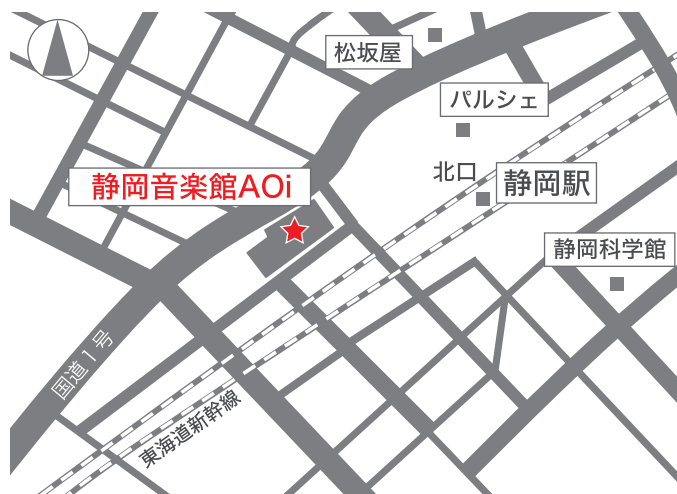 松坂屋
パルシェ
北口
静岡駅
静岡音楽館AOi
静岡科学館
国道1号
東海道新幹線